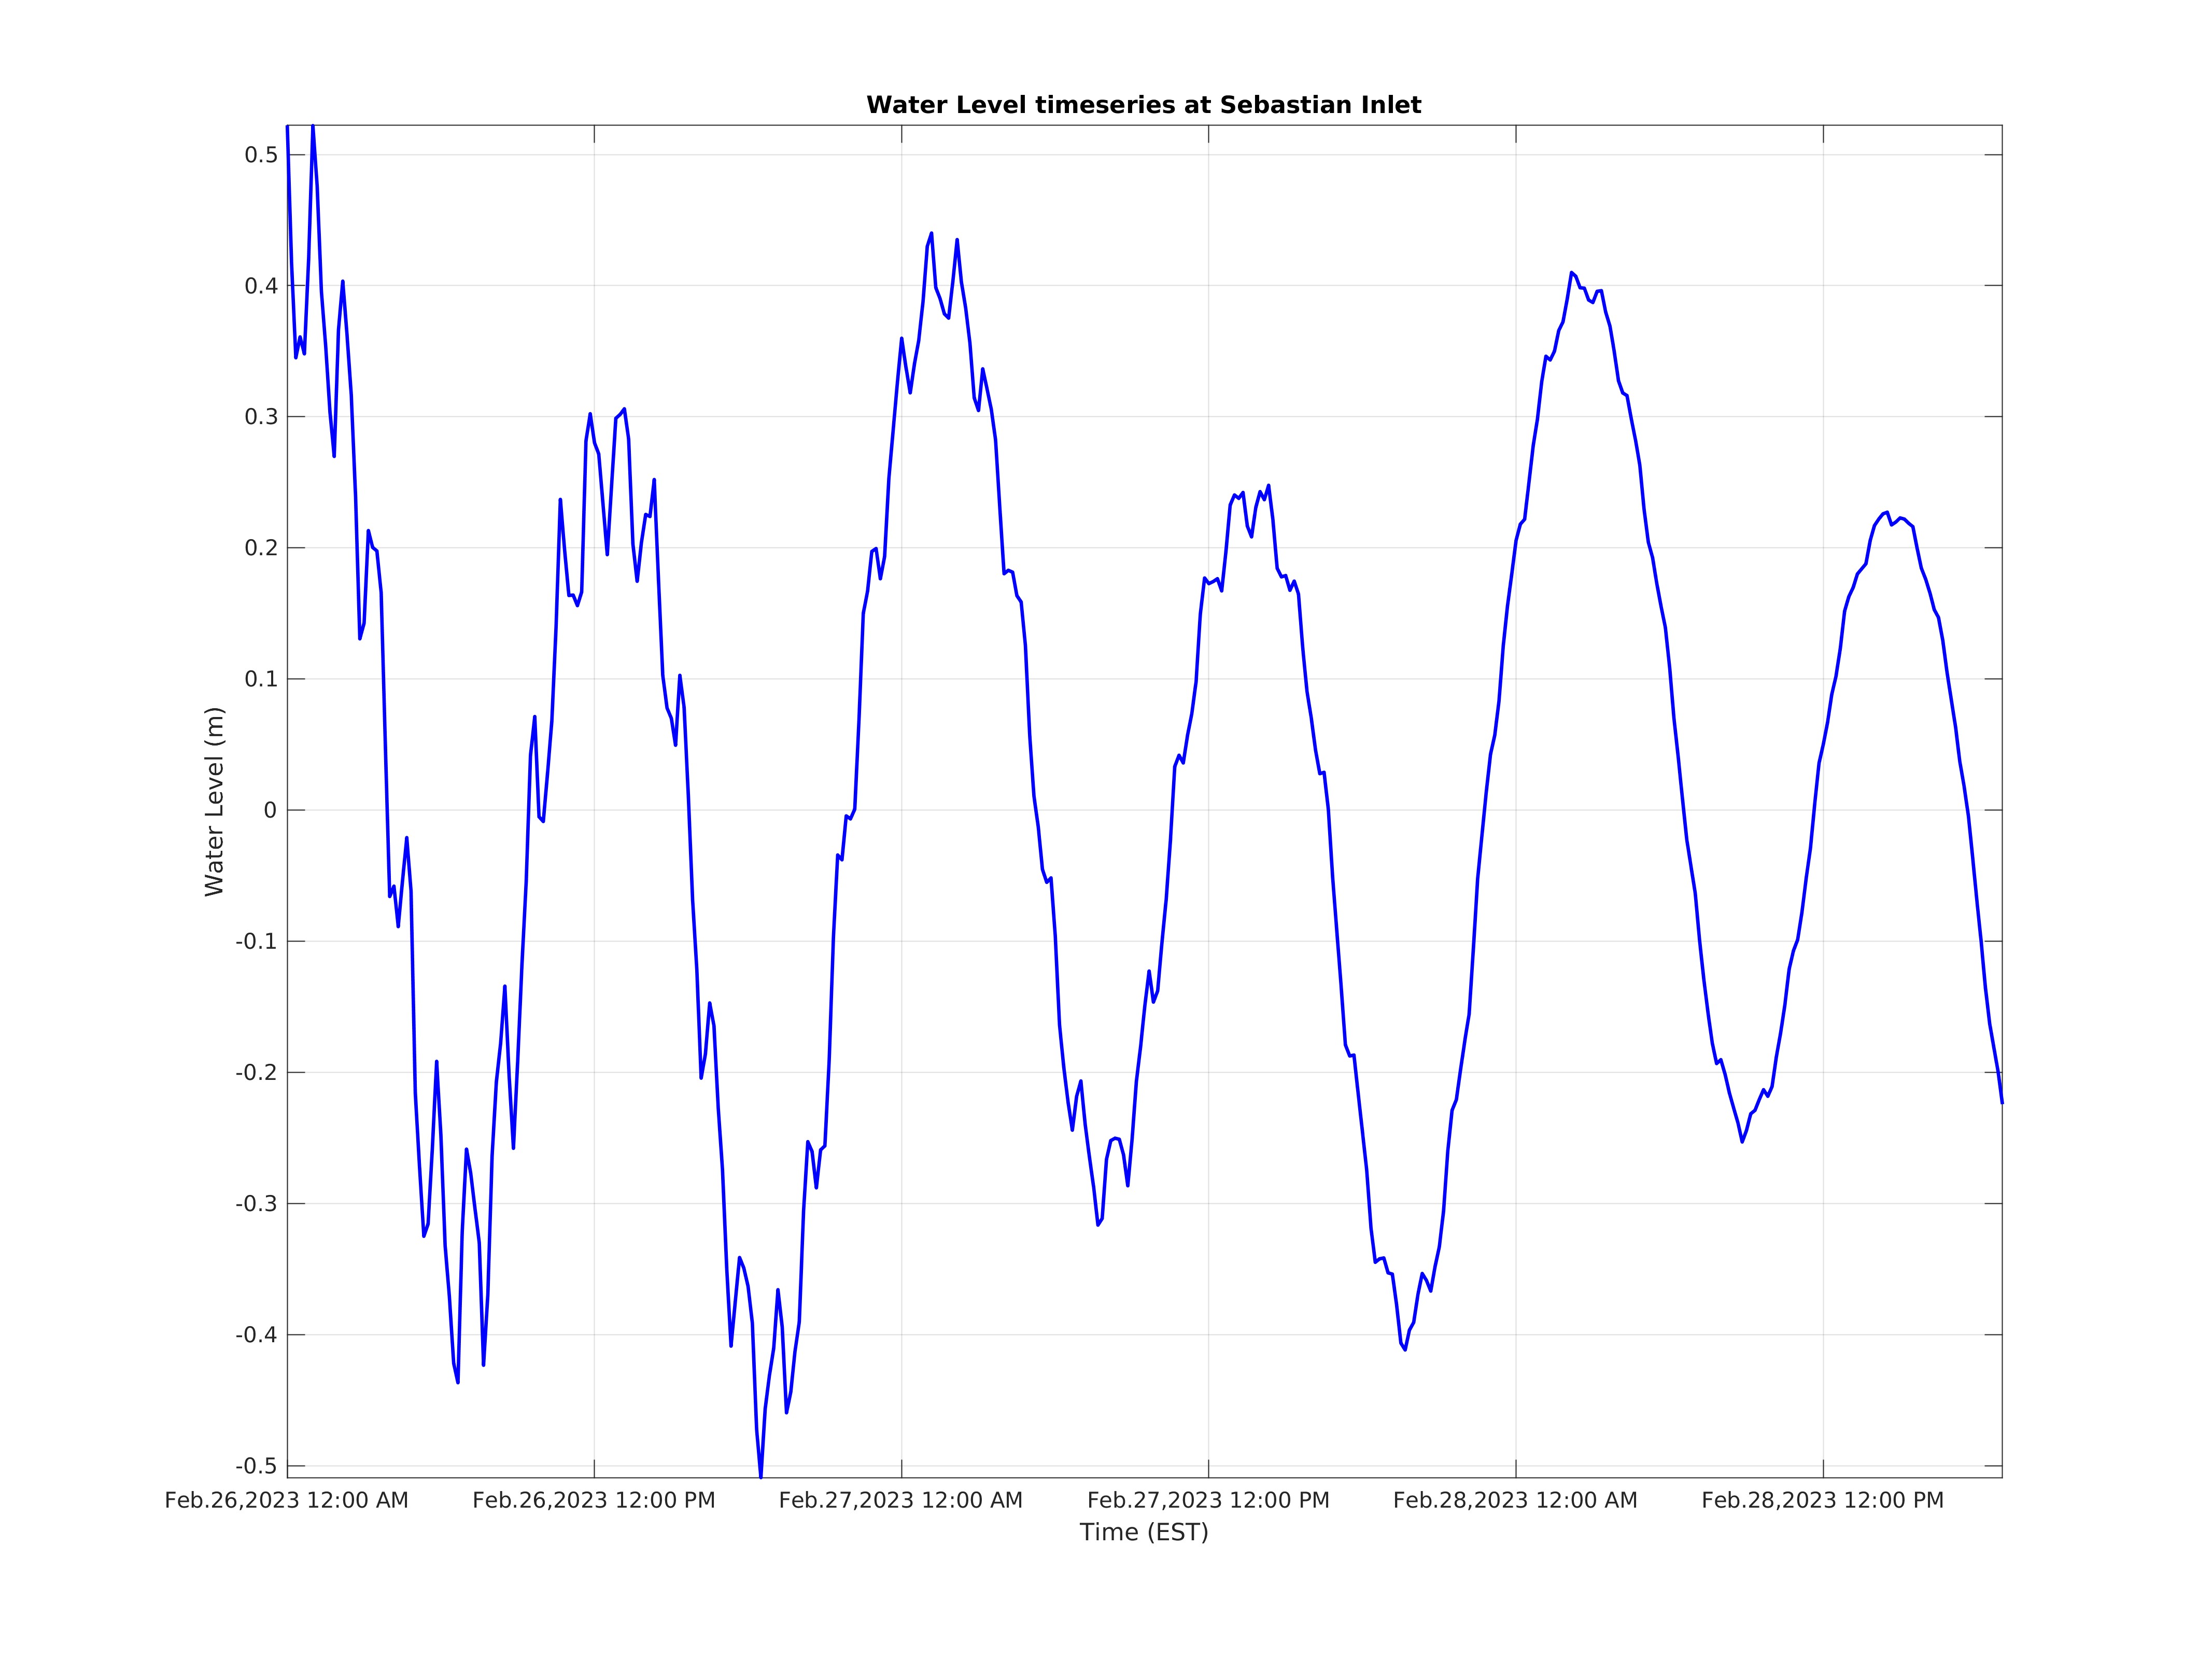 Water Level timeseries at Sebastian Inlet
0.5
0.4
0.3
0.2
0.1
0
-0.1
-0.2
-0.3
-0.4
-0.5
Water Level (m)
Feb.26,2023 12:00 AM Feb.26,2023 12:00 PM Feb.27,2023 12:00 AM Feb.27,2023 12:00 PM Feb.28,2023 12:00 AM Feb.28,2023 12:00 PM
Time (EST)